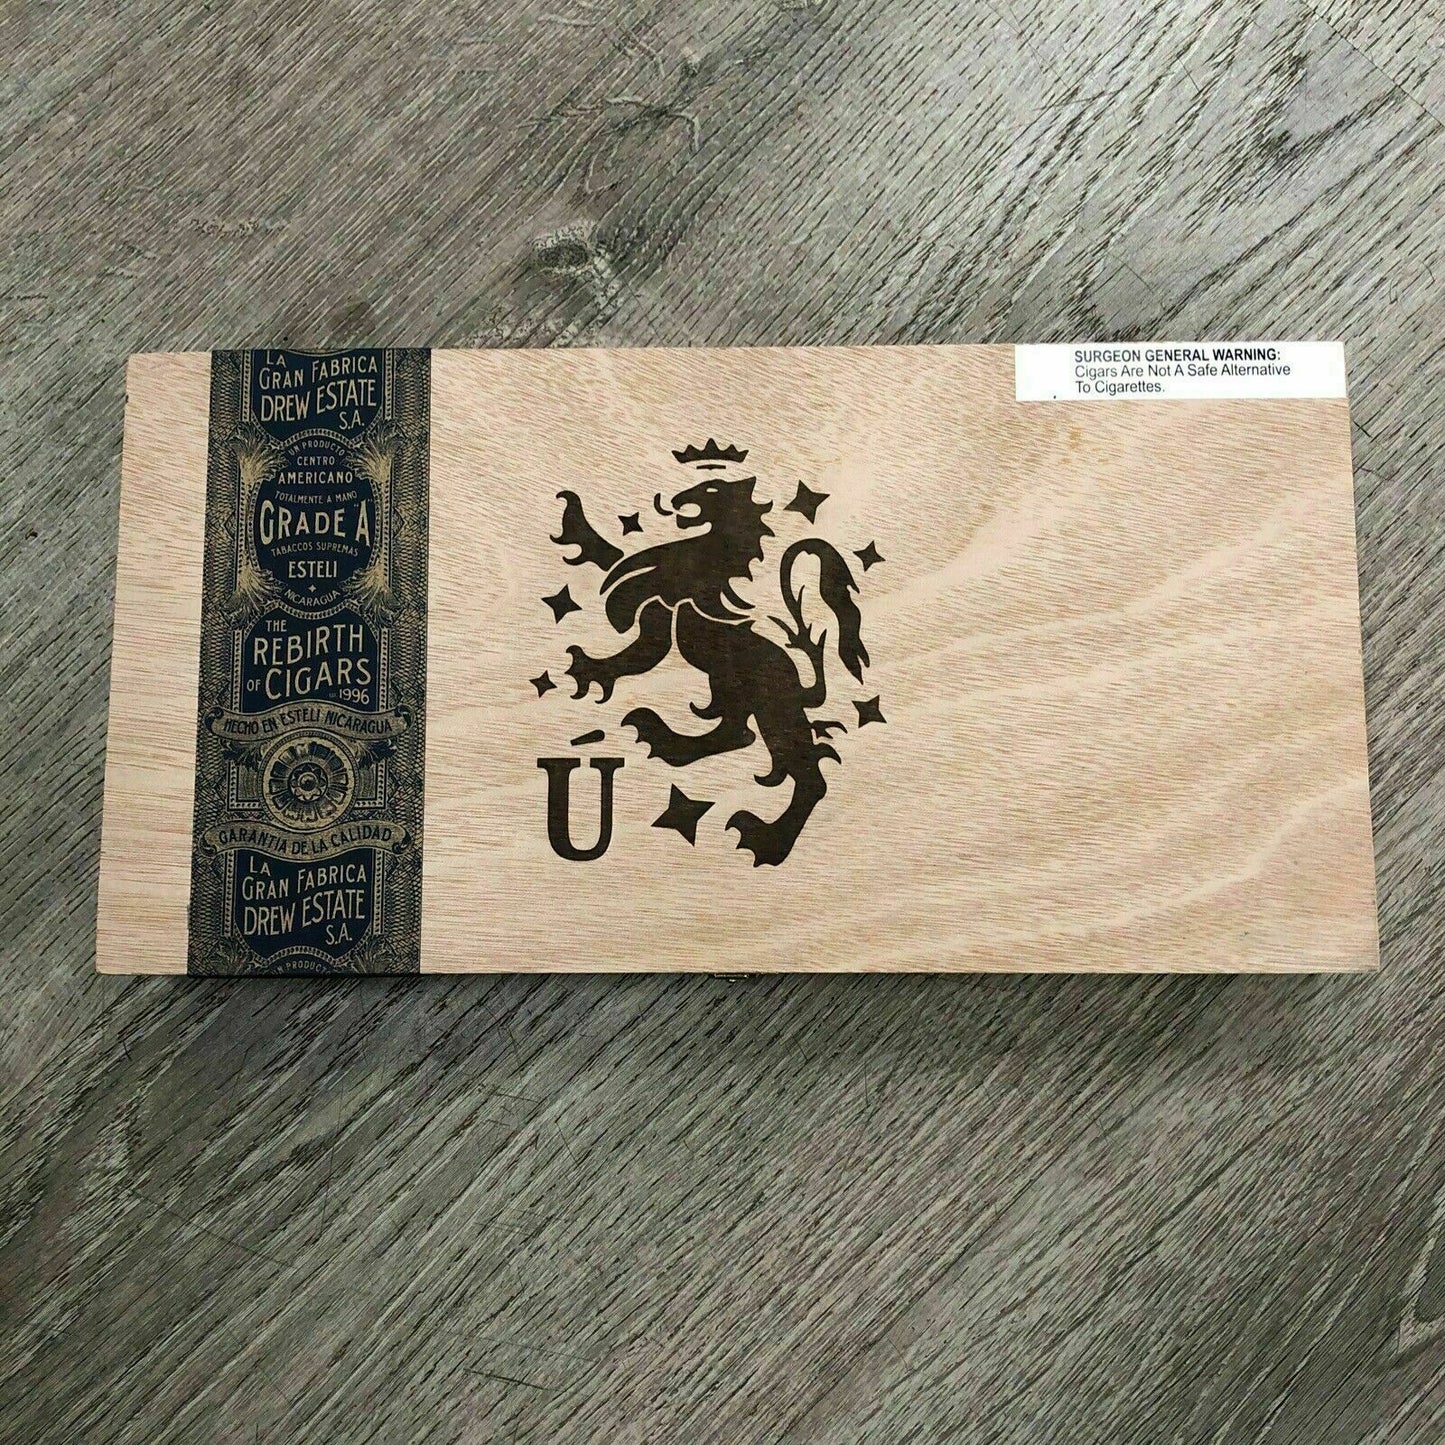 LA
GRAN FABRICA
DREW ESTATE
S.A.
UN PRODUCTO
CENTRO
AMERICANO
TOTALMENTE A MANO
GRADE "A"
TABACCOS SUPREMAS
ESTELI
NICARAGUA
THE
REBIRTH
OF CIGARS
EST. 1996
HECHO EN ESTELI NICARAGUA
GARANTIA DE LA CALIDAD
LA
GRAN FABRICA
DREW ESTATE
S.A.
UN PRODUCTO
Ú
SURGEON GENERAL WARNING:
Cigars Are Not A Safe Alternative
To Cigarettes.